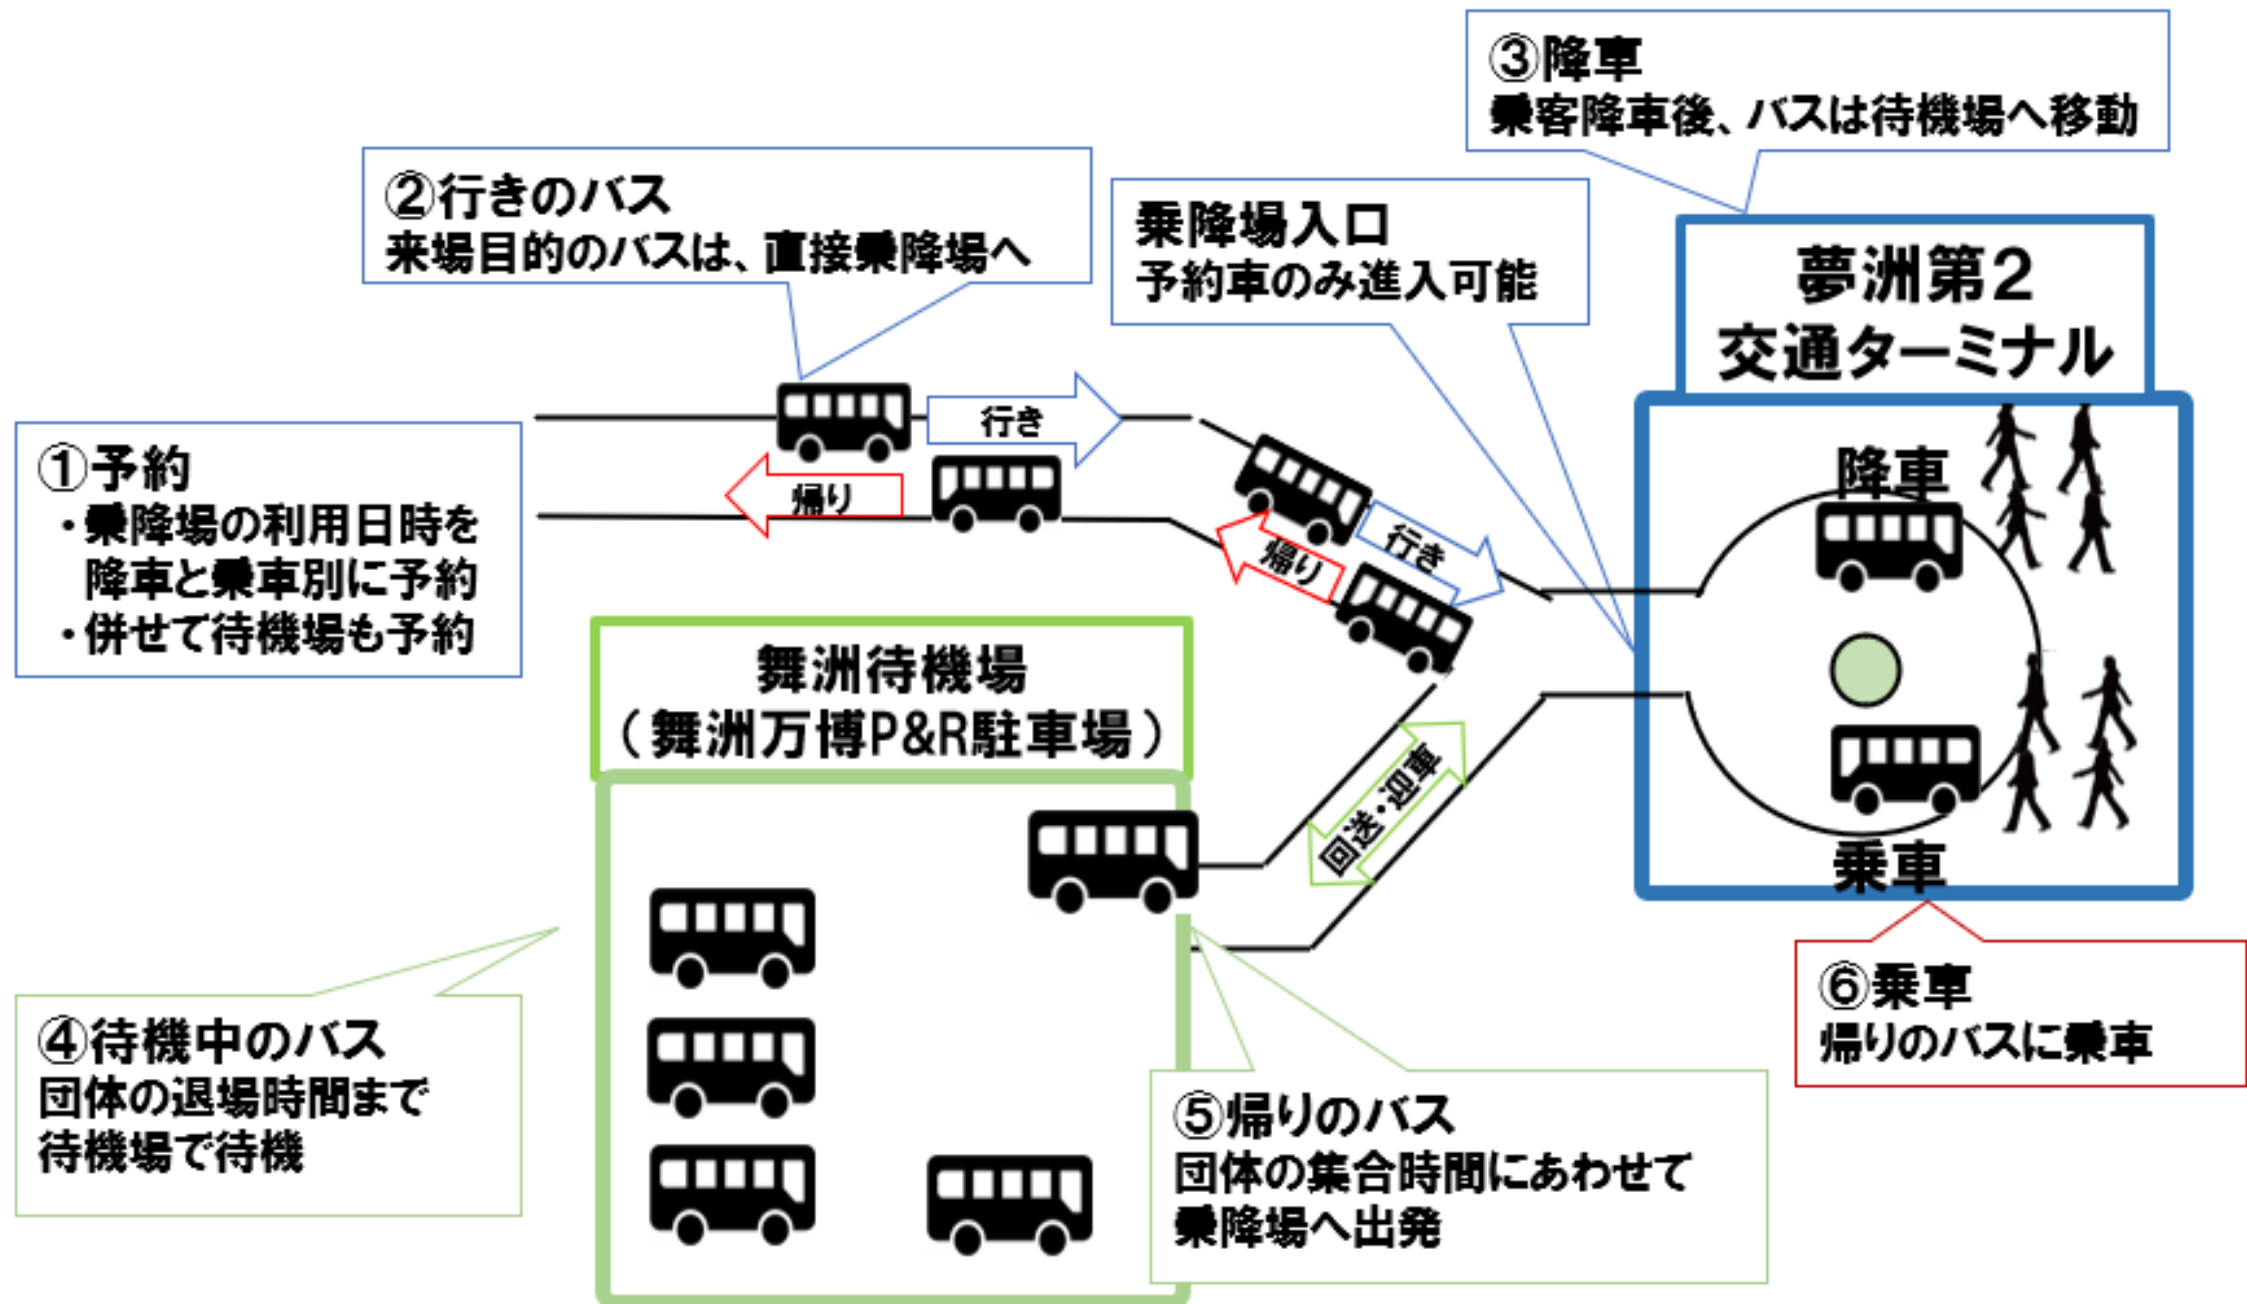 ①予約
・乗降場の利用日時を
降車と乗車別に予約
・併せて待機場も予約
②行きのバス
来場目的のバスは、直接乗降場へ
乗降場入口
予約車のみ進入可能
③降車
乗客降車後、バスは待機場へ移動
夢洲第2
交通ターミナル
行き
帰り
行き
帰り
降車
乗車
舞洲待機場
（舞洲万博P&R駐車場）
回送・迎車
④待機中のバス
団体の退場時間まで
待機場で待機
⑤帰りのバス
団体の集合時間にあわせて
乗降場へ出発
⑥乗車
帰りのバスに乗車